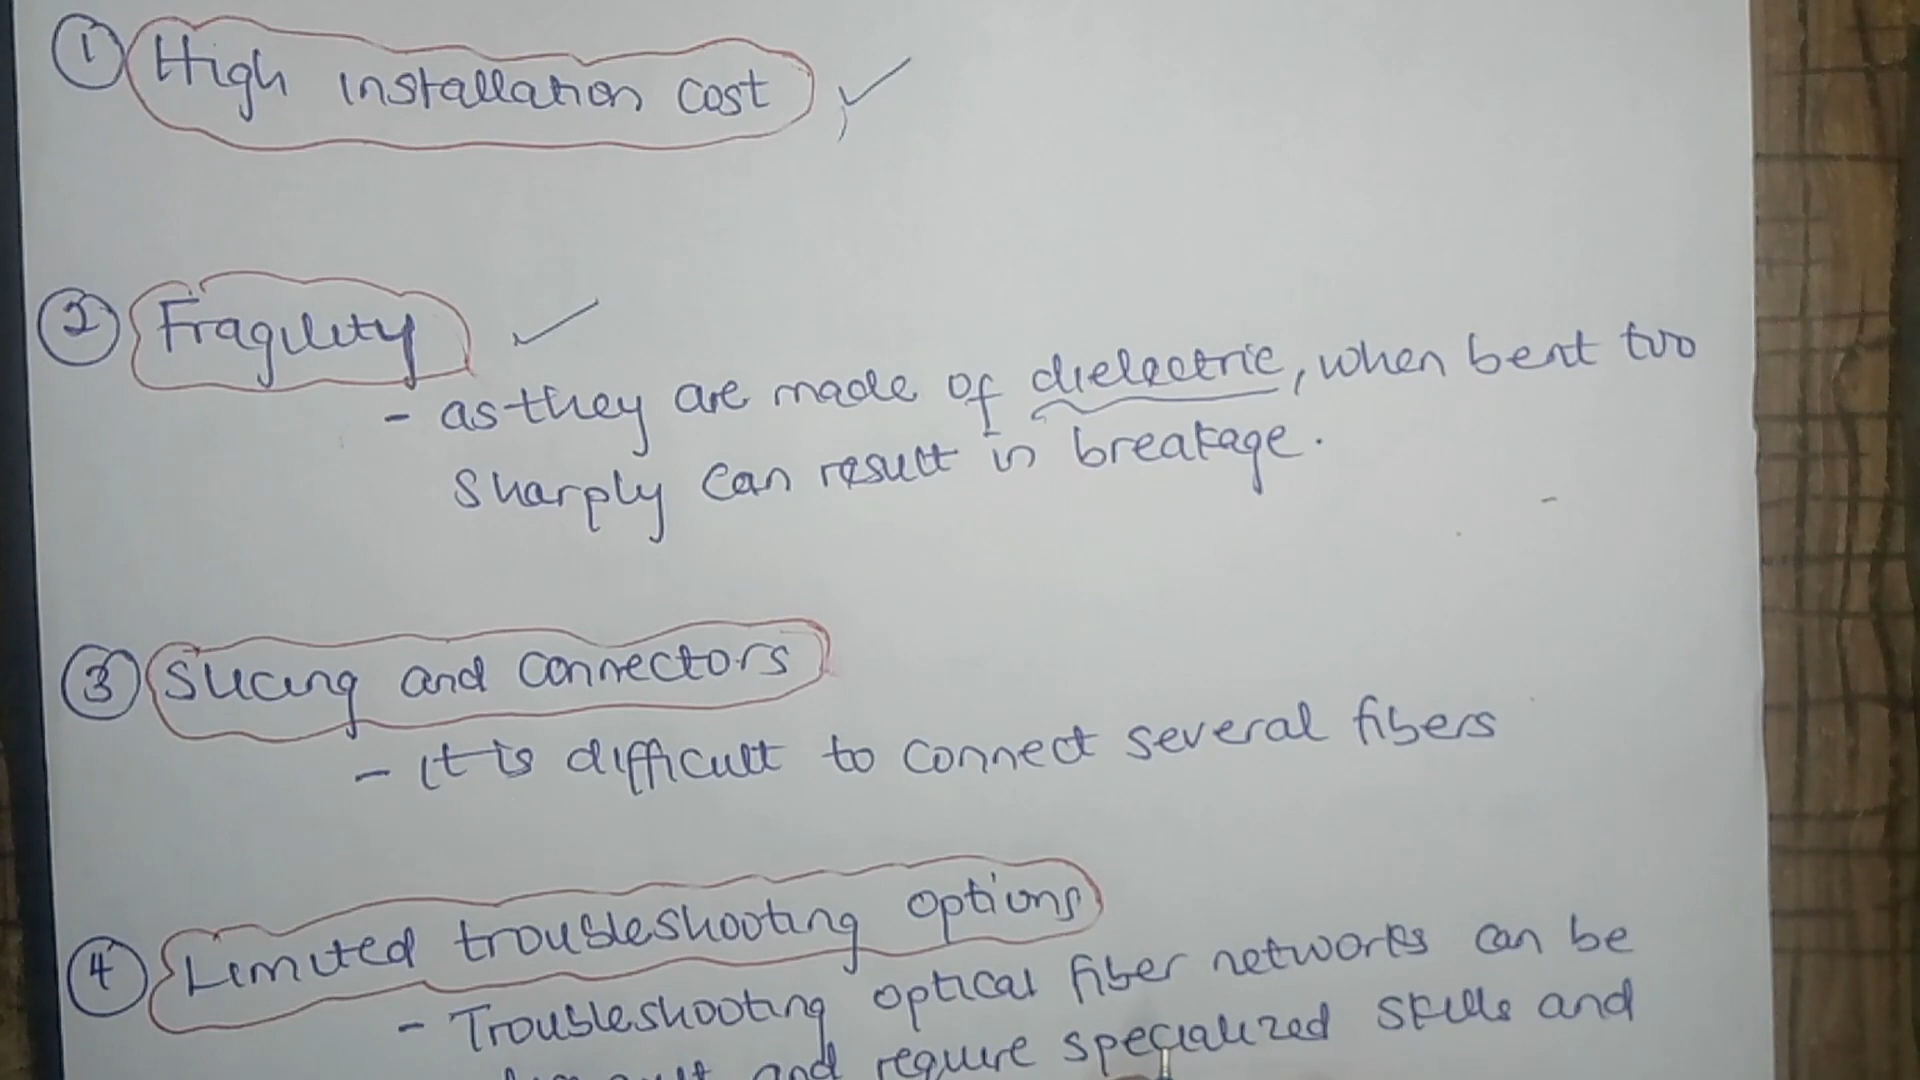 ① High installation cost
② Fragility
- as they are made of dielectric, when bent too
sharply can result in breakage.
③ Slicing and connectors
- it is difficult to connect several fibers
④ Limited troubleshooting options
- Troubleshooting optical fiber networks can be
and require specialized skills and